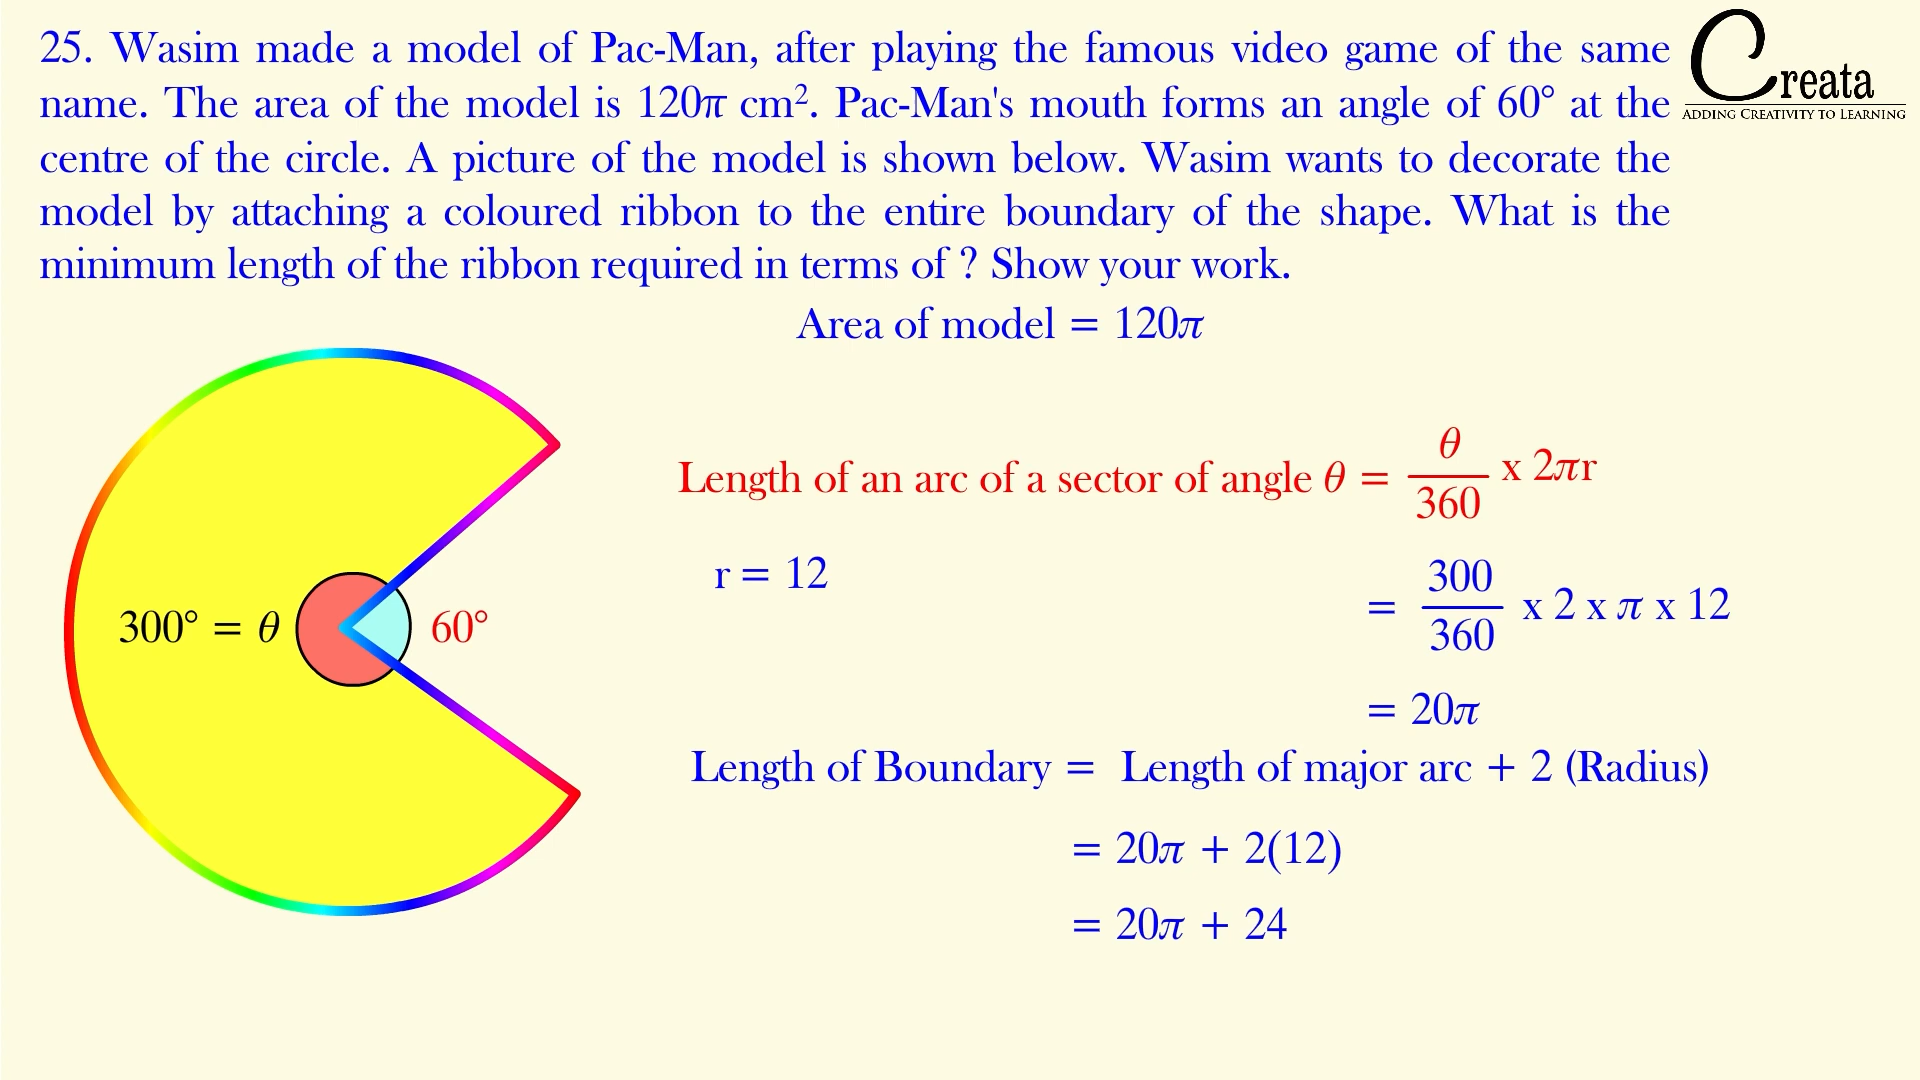 25. Wasim made a model of Pac-Man, after playing the famous video game of the same
name. The area of the model is 120π cm². Pac-Man's mouth forms an angle of 60° at the
centre of the circle. A picture of the model is shown below. Wasim wants to decorate the
model by attaching a coloured ribbon to the entire boundary of the shape. What is the
minimum length of the ribbon required in terms of ? Show your work.
Creata
ADDING CREATIVITY TO LEARNING
Area of model = 120π
Length of an arc of a sector of angle θ = θ/360 x 2πr
r = 12
= 300/360 x 2 x π x 12
300° = θ
60°
= 20π
Length of Boundary = Length of major arc + 2 (Radius)
= 20π + 2(12)
= 20π + 24